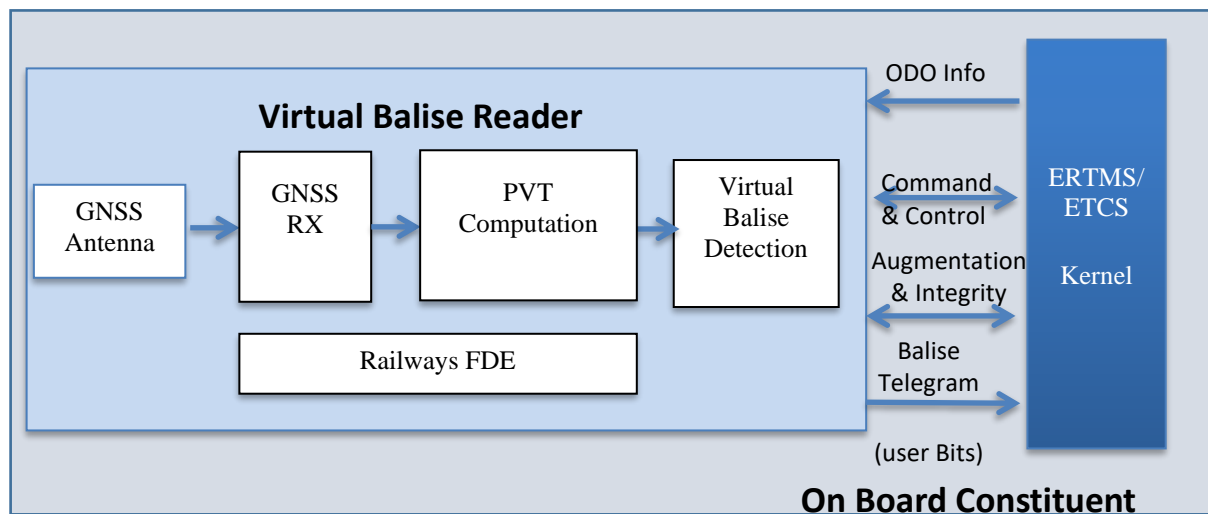 ODO Info
Virtual Balise Reader
GNSS
Antenna
GNSS
RX
PVT
Computation
Virtual
Balise
Detection
Railways FDE
Command
& Control
Augmentation
& Integrity
Balise
Telegram
(user Bits)
ERTMS/
ETCS
Kernel
On Board Constituent